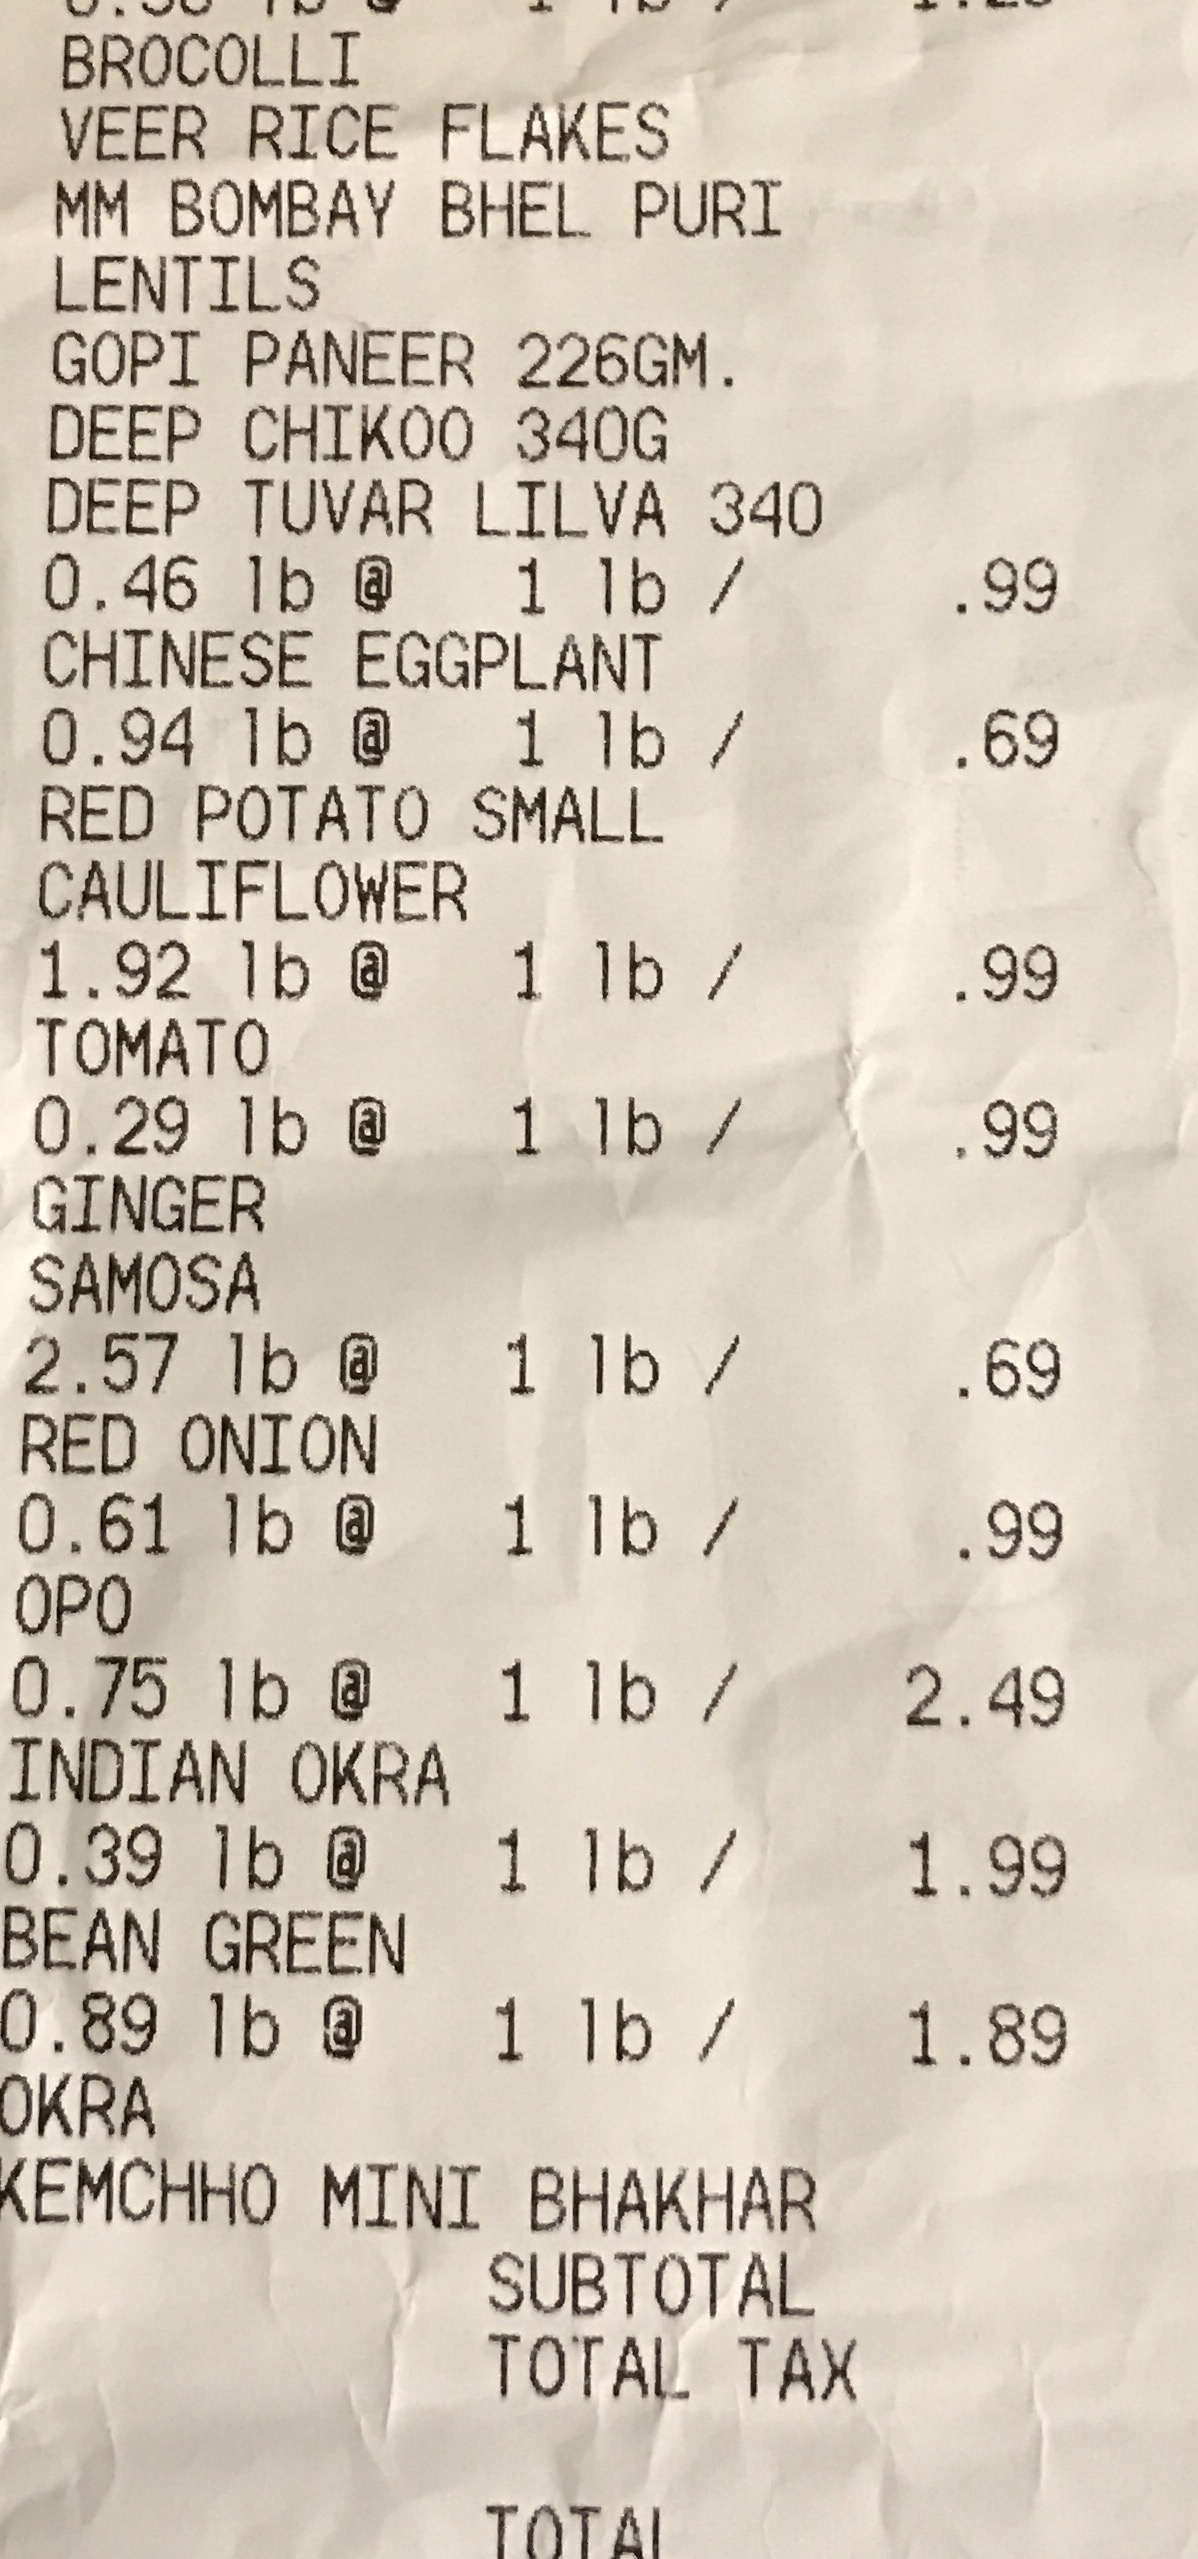 lb @ 1 lb /
BROCOLLI
VEER RICE FLAKES
MM BOMBAY BHEL PURI
LENTILS
GOPI PANEER 226GM.
DEEP CHIKOO 340G
DEEP TUVAR LILVA 340
0.46 lb @ 1 lb / .99
CHINESE EGGPLANT
0.94 lb @ 1 lb / .69
RED POTATO SMALL
CAULIFLOWER
1.92 lb @ 1 lb / .99
TOMATO
0.29 lb @ 1 lb / .99
GINGER
SAMOSA
2.57 lb @ 1 lb / .69
RED ONION
0.61 lb @ 1 lb / .99
OPO
0.75 lb @ 1 lb / 2.49
INDIAN OKRA
0.39 lb @ 1 lb / 1.99
BEAN GREEN
0.89 lb @ 1 lb / 1.89
OKRA
KEMCHHO MINI BHAKHAR
SUBTOTAL
TOTAL TAX
TOTAL